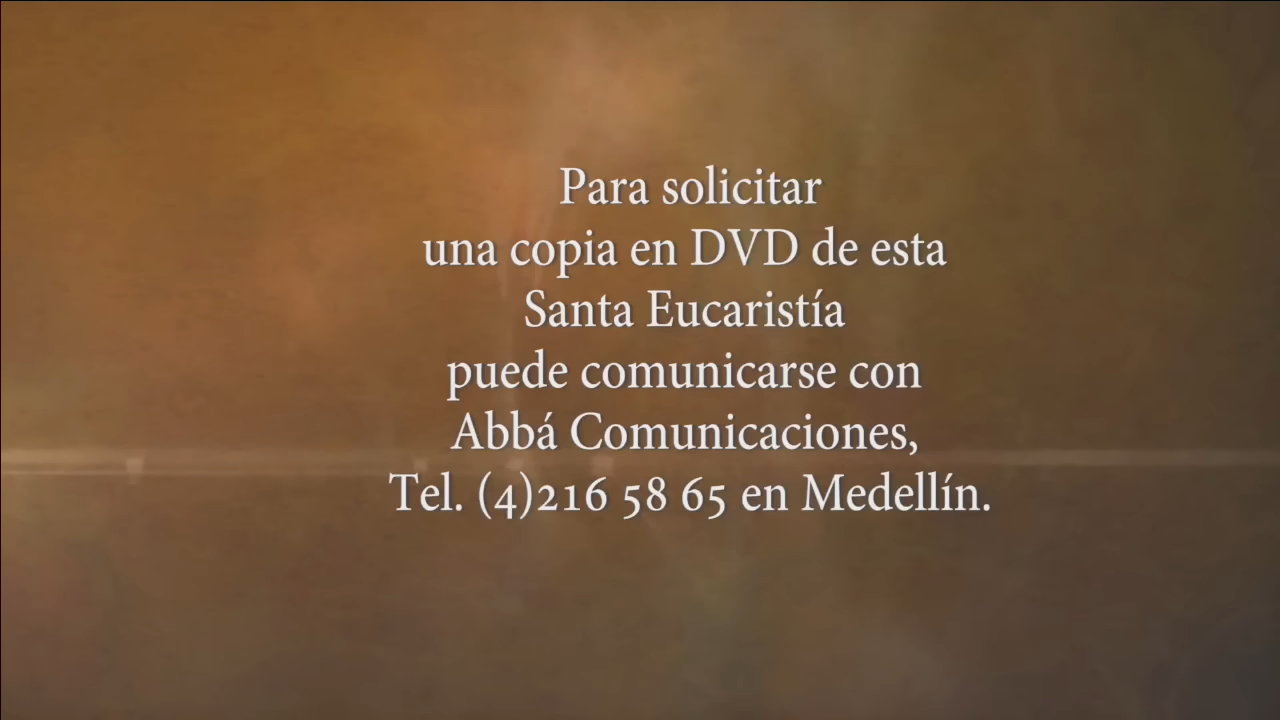 Para solicitar
una copia en DVD de esta
Santa Eucaristía
puede comunicarse con
Abbá Comunicaciones,
Tel. (4)216 58 65 en Medellín.